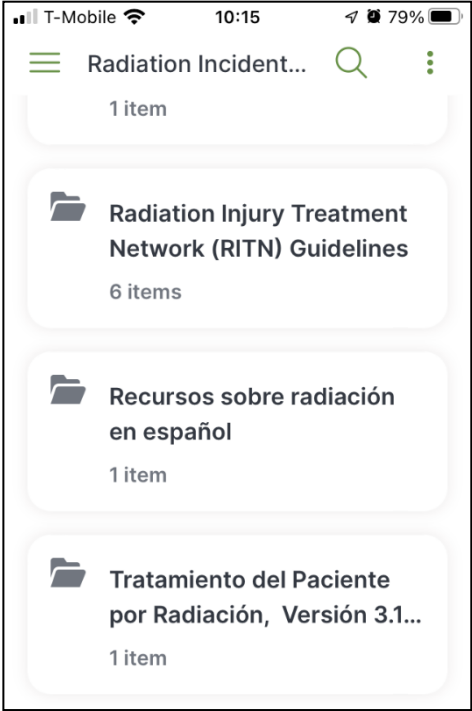 T-Mobile 10:15 79%
Radiation Incident...
1 item
Radiation Injury Treatment
Network (RITN) Guidelines
6 items
Recursos sobre radiación
en español
1 item
Tratamiento del Paciente
por Radiación, Versión 3.1...
1 item